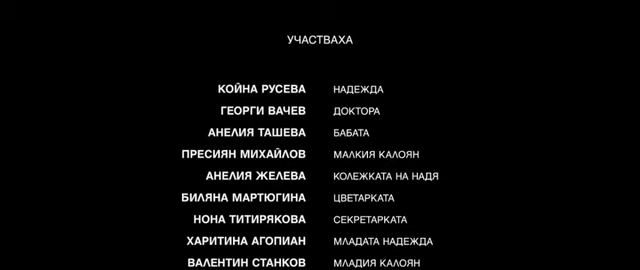 УЧАСТВАХА
КОЙНА РУСЕВА НАДЕЖДА
ГЕОРГИ ВАЧЕВ ДОКТОРА
АНЕЛИЯ ТАШЕВА БАБАТА
ПРЕСИЯН МИХАЙЛОВ МАЛКИЯ КАЛОЯН
АНЕЛИЯ ЖЕЛЕВА КОЛЕЖКАТА НА НАДЯ
БИЛЯНА МАРТЮГИНА ЦВЕТАРКАТА
НОНА ТИТИРЯКОВА СЕКРЕТАРКАТА
ХАРИТИНА АГОПИАН МЛАДАТА НАДЕЖДА
ВАЛЕНТИН СТАНКОВ МЛАДИЯ КАЛОЯН